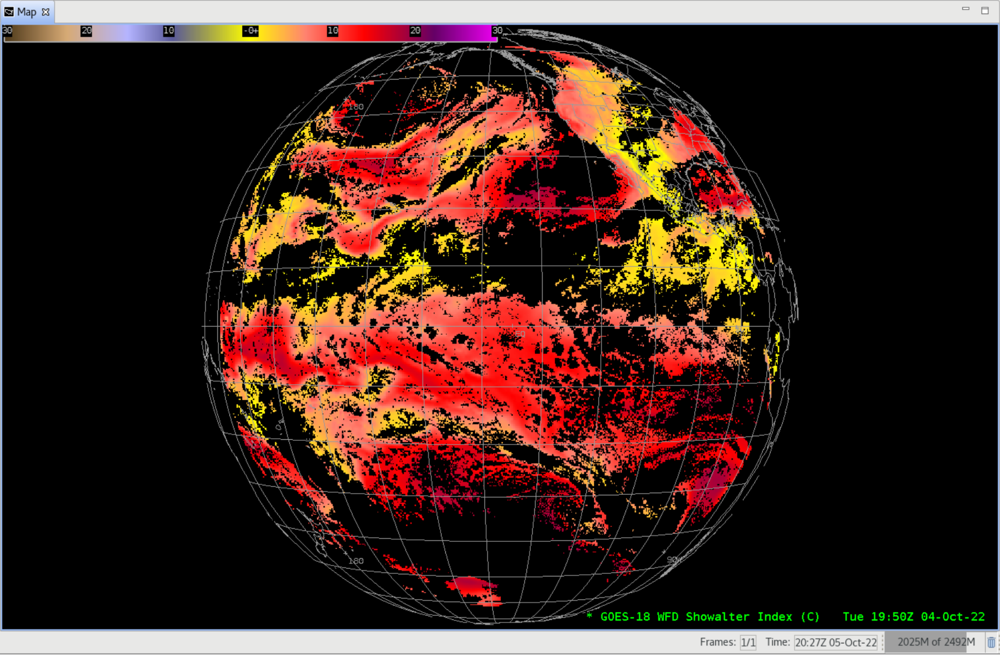 Map
30 20 10 -0+ 10 20 30
180
EQ
180
90W
* GOES-18 WFD Showalter Index (C) Tue 19:50Z 04-Oct-22
Frames: 1/1 Time: 20:27Z 05-Oct-22 2025M of 2492M